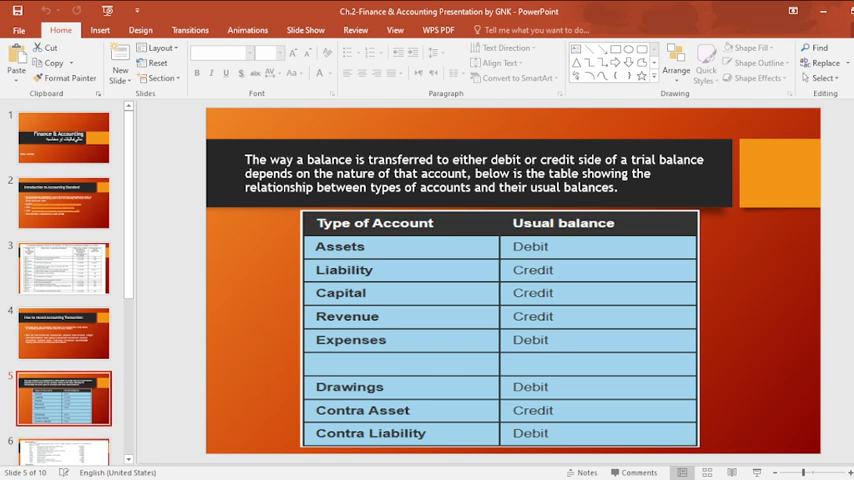 Ch.2-Finance & Accounting Presentation by GNK - PowerPoint
File Home Insert Design Transitions Animations Slide Show Review View WPS PDF Tell me what you want to do...
Paste
Cut
Copy
Format Painter
Clipboard
New Slide
Layout
Reset
Section
Slides
Font
Text Direction
Align Text
Convert to SmartArt
Paragraph
Arrange
Quick Styles
Shape Fill
Shape Outline
Shape Effects
Drawing
Find
Replace
Select
Editing
1
Finance & Accounting
2
Introduction to Accounting Standard
3
4
How to record Accounting Transaction
5
6
The way a balance is transferred to either debit or credit side of a trial balance
depends on the nature of that account, below is the table showing the
relationship between types of accounts and their usual balances.
Type of Account Usual balance
Assets Debit
Liability Credit
Capital Credit
Revenue Credit
Expenses Debit
Drawings Debit
Contra Asset Credit
Contra Liability Debit
Slide 5 of 10 English (United States) Notes Comments